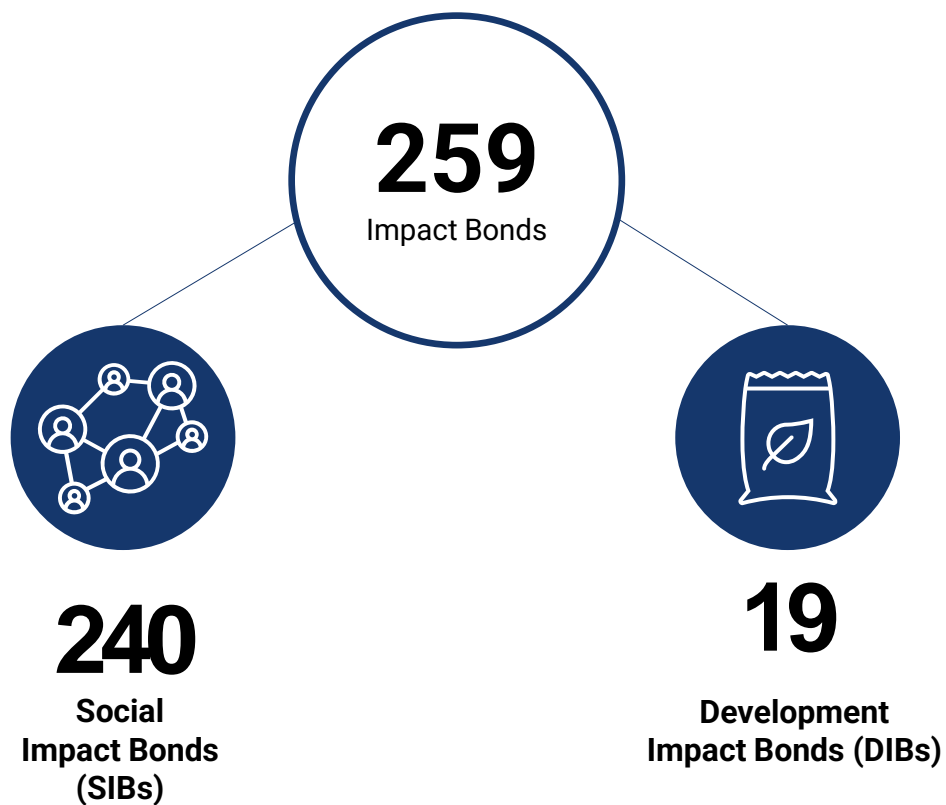 259
Impact Bonds
240
Social
Impact Bonds
(SIBs)
19
Development
Impact Bonds (DIBs)